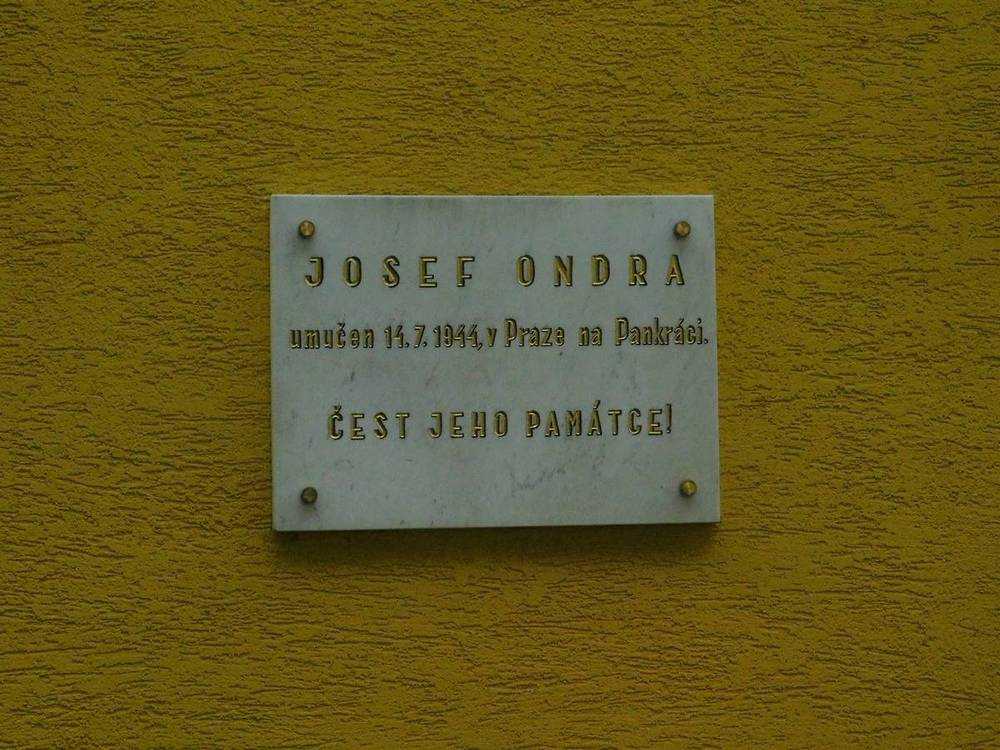 JOSEF ONDRA
umučen 14.7.1944, v Praze na Pankráci.
ČEST JEHO PAMÁTCE!